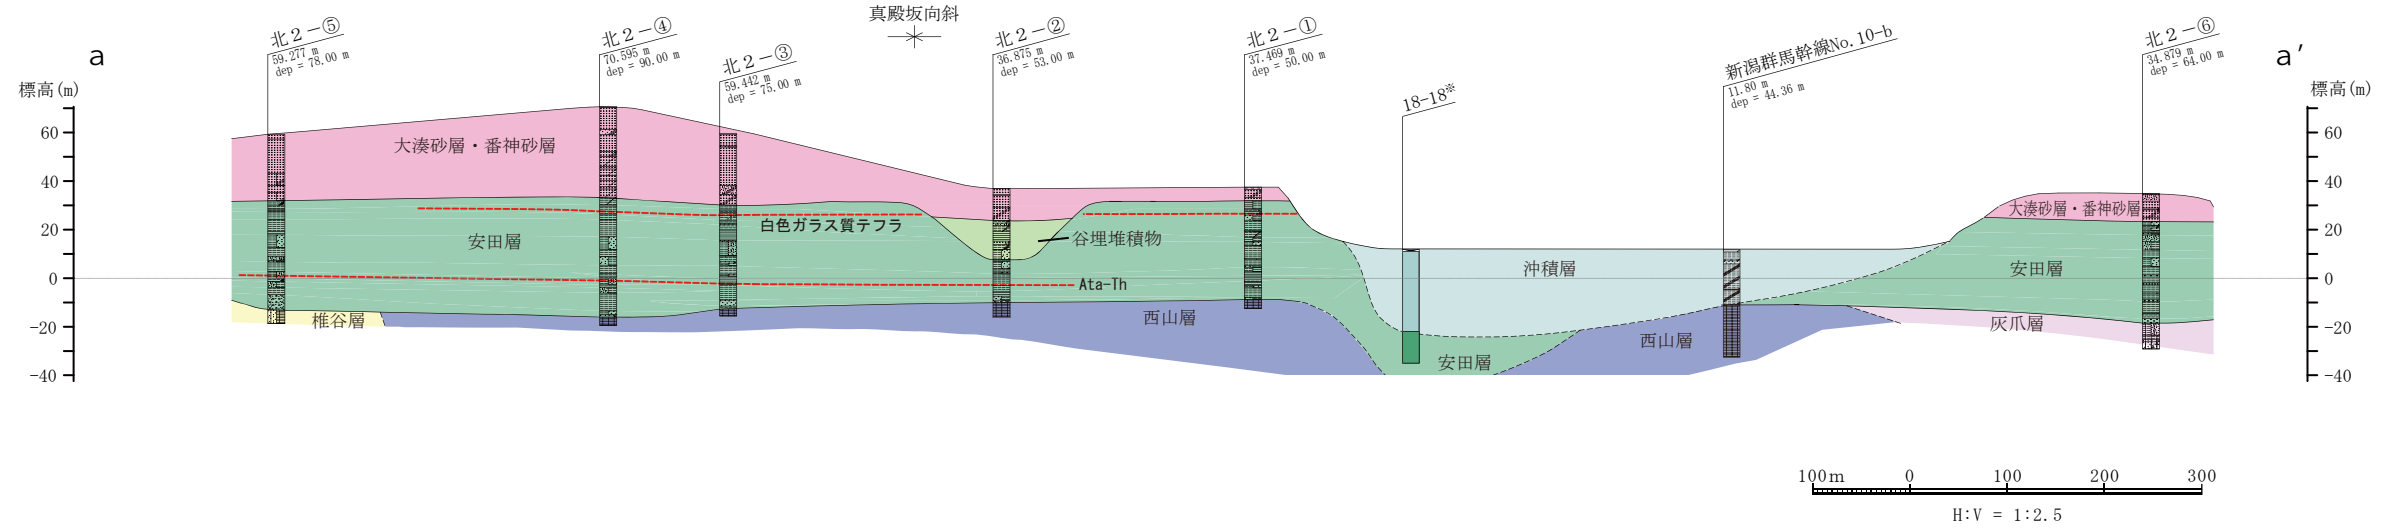 真殿坂向斜
a
a′
標高(m)
標高(m)
北2-⑤
59.277 m
dep = 78.00 m
北2-④
70.595 m
dep = 90.00 m
北2-③
59.442 m
dep = 75.00 m
北2-②
36.875 m
dep = 53.00 m
北2-①
37.469 m
dep = 50.00 m
18-18※
新潟群馬幹線No.10-b
11.80 m
dep = 44.36 m
北2-⑥
34.879 m
dep = 64.00 m
60
40
20
0
-20
-40
60
40
20
0
-20
-40
大湊砂層・番神砂層
大湊砂層・番神砂層
白色ガラス質テフラ
安田層
谷埋堆積物
沖積層
安田層
Ata-Th
椎谷層
西山層
灰爪層
西山層
安田層
100m 0 100 200 300
H:V = 1:2.5